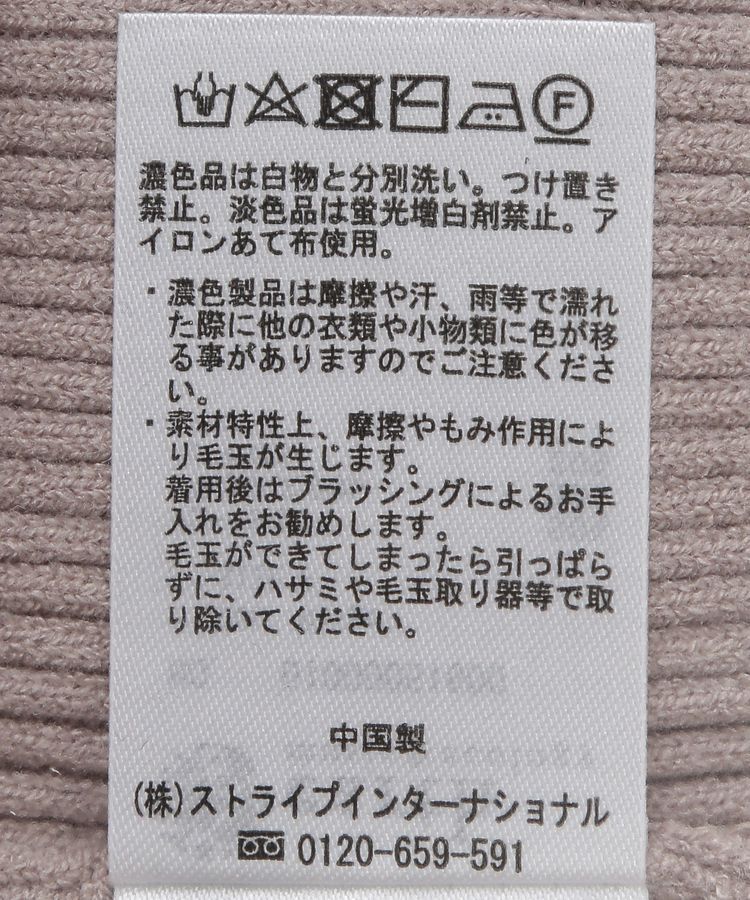 F
濃色品は白物と分別洗い。つけ置き
禁止。淡色品は蛍光増白剤禁止。ア
イロンあて布使用。
・濃色製品は摩擦や汗、雨等で濡れ
た際に他の衣類や小物類に色が移
る事がありますのでご注意くださ
い。
・素材特性上、摩擦やもみ作用によ
り毛玉が生じます。
着用後はブラッシングによるお手
入れをお勧めします。
毛玉ができてしまったら引っぱら
ずに、ハサミや毛玉取り器等で取
り除いてください。
中国製
(株)ストライプインターナショナル
0120-659-591